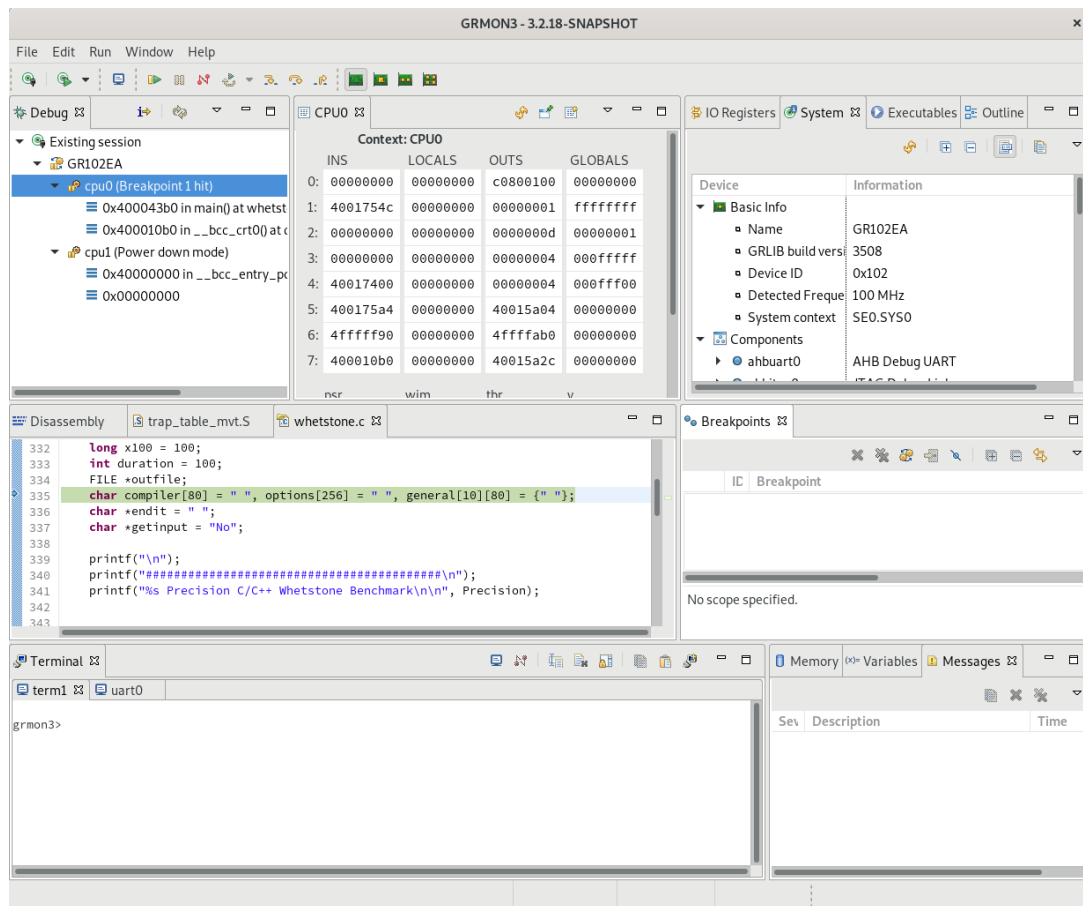 GRMON3 - 3.2.18-SNAPSHOT
File Edit Run Window Help
Debug
Existing session
GR102EA
cpu0 (Breakpoint 1 hit)
0x400043b0 in main() at whetst
0x400010b0 in __bcc_crt0() at c
cpu1 (Power down mode)
0x40000000 in __bcc_entry_po
0x00000000
CPU0
Context: CPU0
INS LOCALS OUTS GLOBALS
0: 00000000 00000000 c0800100 00000000
1: 4001754c 00000000 00000001 ffffffff
2: 00000000 00000000 0000000d 00000001
3: 00000000 00000000 00000004 000fffff
4: 40017400 00000000 00000004 000fff00
5: 400175a4 00000000 40015a04 00000000
6: 4fffff90 00000000 4ffffab0 00000000
7: 400010b0 00000000 40015a2c 00000000
psr wim tbr y
IO Registers System Executables Outline
Device Information
Basic Info
Name GR102EA
GRLIB build versi 3508
Device ID 0x102
Detected Freque 100 MHz
System context SE0.SYS0
Components
ahbuart0 AHB Debug UART
Disassembly trap_table_mvt.S whetstone.c
332 long x100 = 100;
333 int duration = 100;
334 FILE *outfile;
335 char compiler[80] = " ", options[256] = " ", general[10][80] = {" "};
336 char *endit = " ";
337 char *getinput = "No";
338
339 printf("\n");
340 printf("##########################################\n");
341 printf("%s Precision C/C++ Whetstone Benchmark\n\n", Precision);
342
343
Breakpoints
ID Breakpoint
No scope specified.
Terminal
term1 uart0
grmon3>
Memory (x)= Variables Messages
Sev Description Time